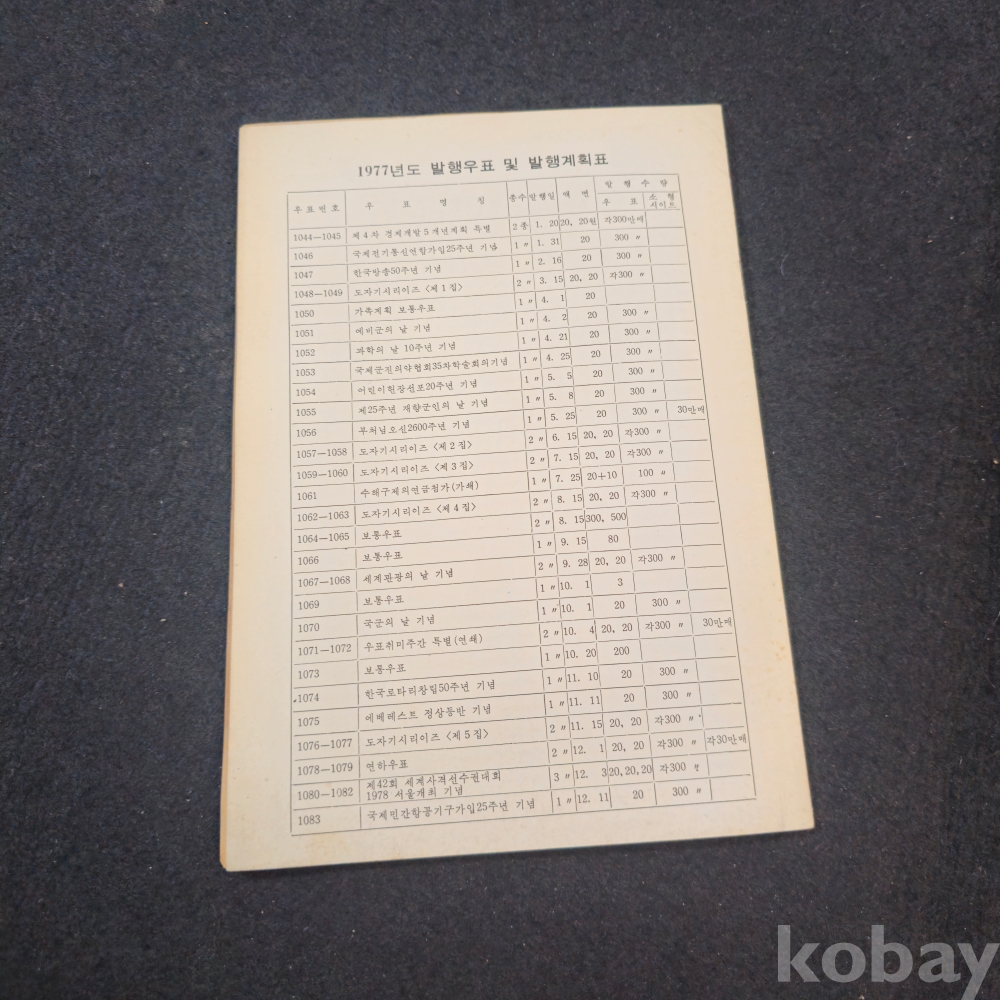 1977년도 발행우표 및 발행계획표
우표번호 우표명칭 종수 발행일 액면 발행수량
우표 소형시이트
1044—1045 제4차 경제개발5개년계획 특별 2종 1. 20 20, 20원 각300만매
1046 국제전기통신연합가입25주년 기념 1〃 1. 31 20 300〃
1047 한국방송50주년 기념 1〃 2. 16 20 300〃
1048—1049 도자기시리이즈 〈제1집〉 2〃 3. 15 20, 20 각300〃
1050 가족계획 보통우표 1〃 4. 1 20
1051 예비군의 날 기념 1〃 4. 2 20 300〃
1052 과학의 날 10주년 기념 1〃 4. 21 20 300〃
1053 국제군진의약협회35차학술회의기념 1〃 4. 25 20 300〃
1054 어린이헌장선포20주년 기념 1〃 5. 5 20 300〃
1055 제25주년 재향군인의 날 기념 1〃 5. 8 20 300〃
1056 부처님오신2600주년 기념 1〃 5. 25 20 300〃 30만매
1057—1058 도자기시리이즈 〈제2집〉 2〃 6. 15 20, 20 각300〃
1059—1060 도자기시리이즈 〈제3집〉 2〃 7. 15 20, 20 각300〃
1061 수해구제의연금첨가(가쇄) 1〃 7. 25 20+10 100〃
1062—1063 도자기시리이즈 〈제4집〉 2〃 8. 15 20, 20 각300〃
1064—1065 보통우표 2〃 8. 15 300, 500
1066 보통우표 1〃 9. 15 80
1067—1068 세계관광의 날 기념 2〃 9. 28 20, 20 각300〃
1069 보통우표 1〃 10. 1 3
1070 국군의 날 기념 1〃 10. 1 20 300〃
1071—1072 우표취미주간 특별(연쇄) 2〃 10. 4 20, 20 각300〃 30만매
1073 보통우표 1〃 10. 20 200
1074 한국로타리창립50주년 기념 1〃 11. 10 20 300〃
1075 에베레스트 정상등반 기념 1〃 11. 11 20 300〃
1076—1077 도자기시리이즈 〈제5집〉 2〃 11. 15 20, 20 각300〃
1078—1079 연하우표 2〃 12. 1 20, 20 각300〃 각30만매
1080—1082 제42회 세계사격선수권대회 1978 서울개최 기념 3〃 12. 3 20,20,20 각300〃
1083 국제민간항공기구가입25주년 기념 1〃 12. 11 20 300〃
kobay